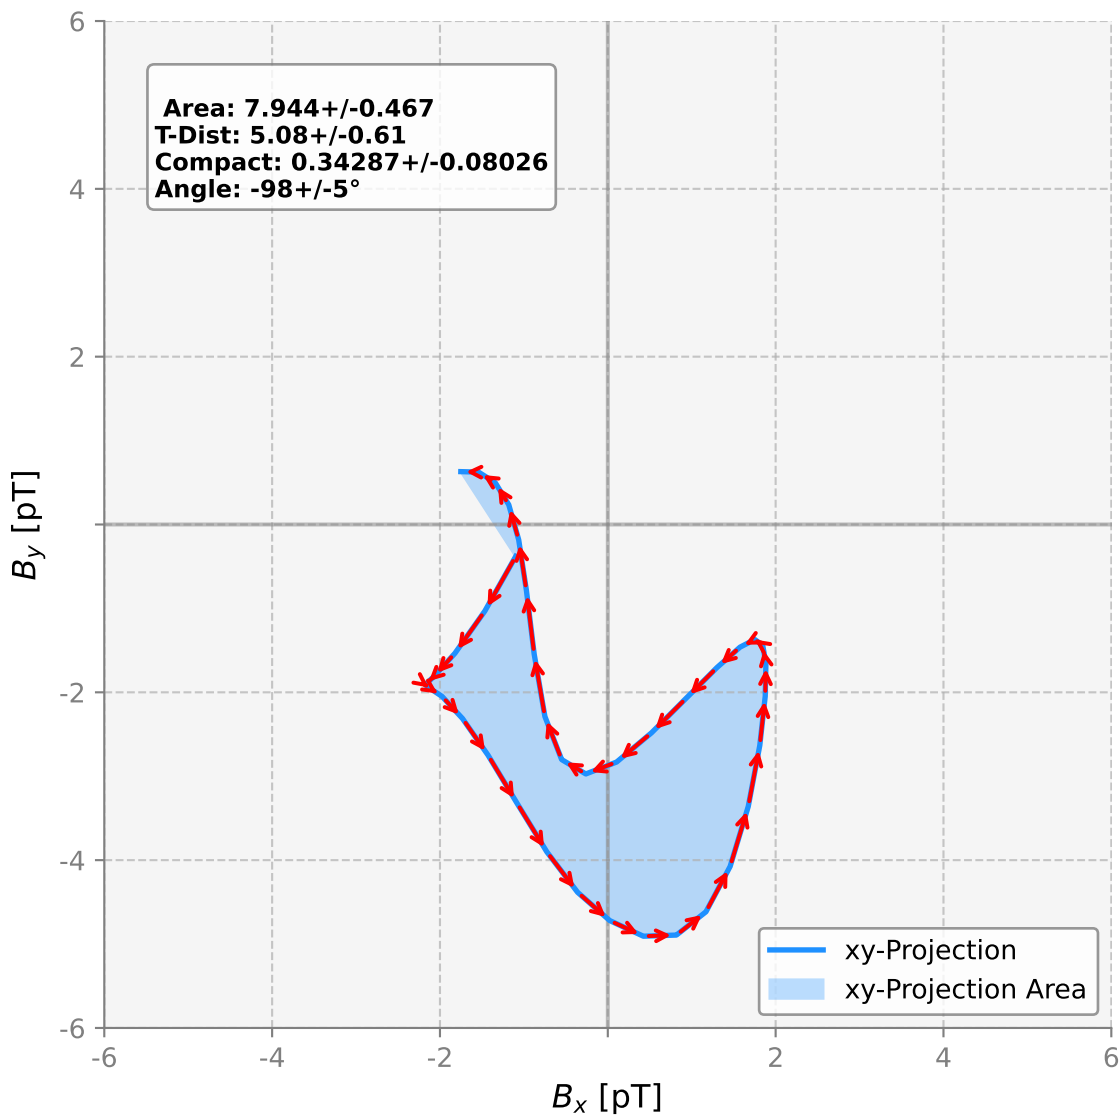 6
4
2
-2
-4
-6
-6
-4
-2
2
4
6
B_y [pT]
B_x [pT]
Area: 7.944+/-0.467
T-Dist: 5.08+/-0.61
Compact: 0.34287+/-0.08026
Angle: -98+/-5°
xy-Projection
xy-Projection Area